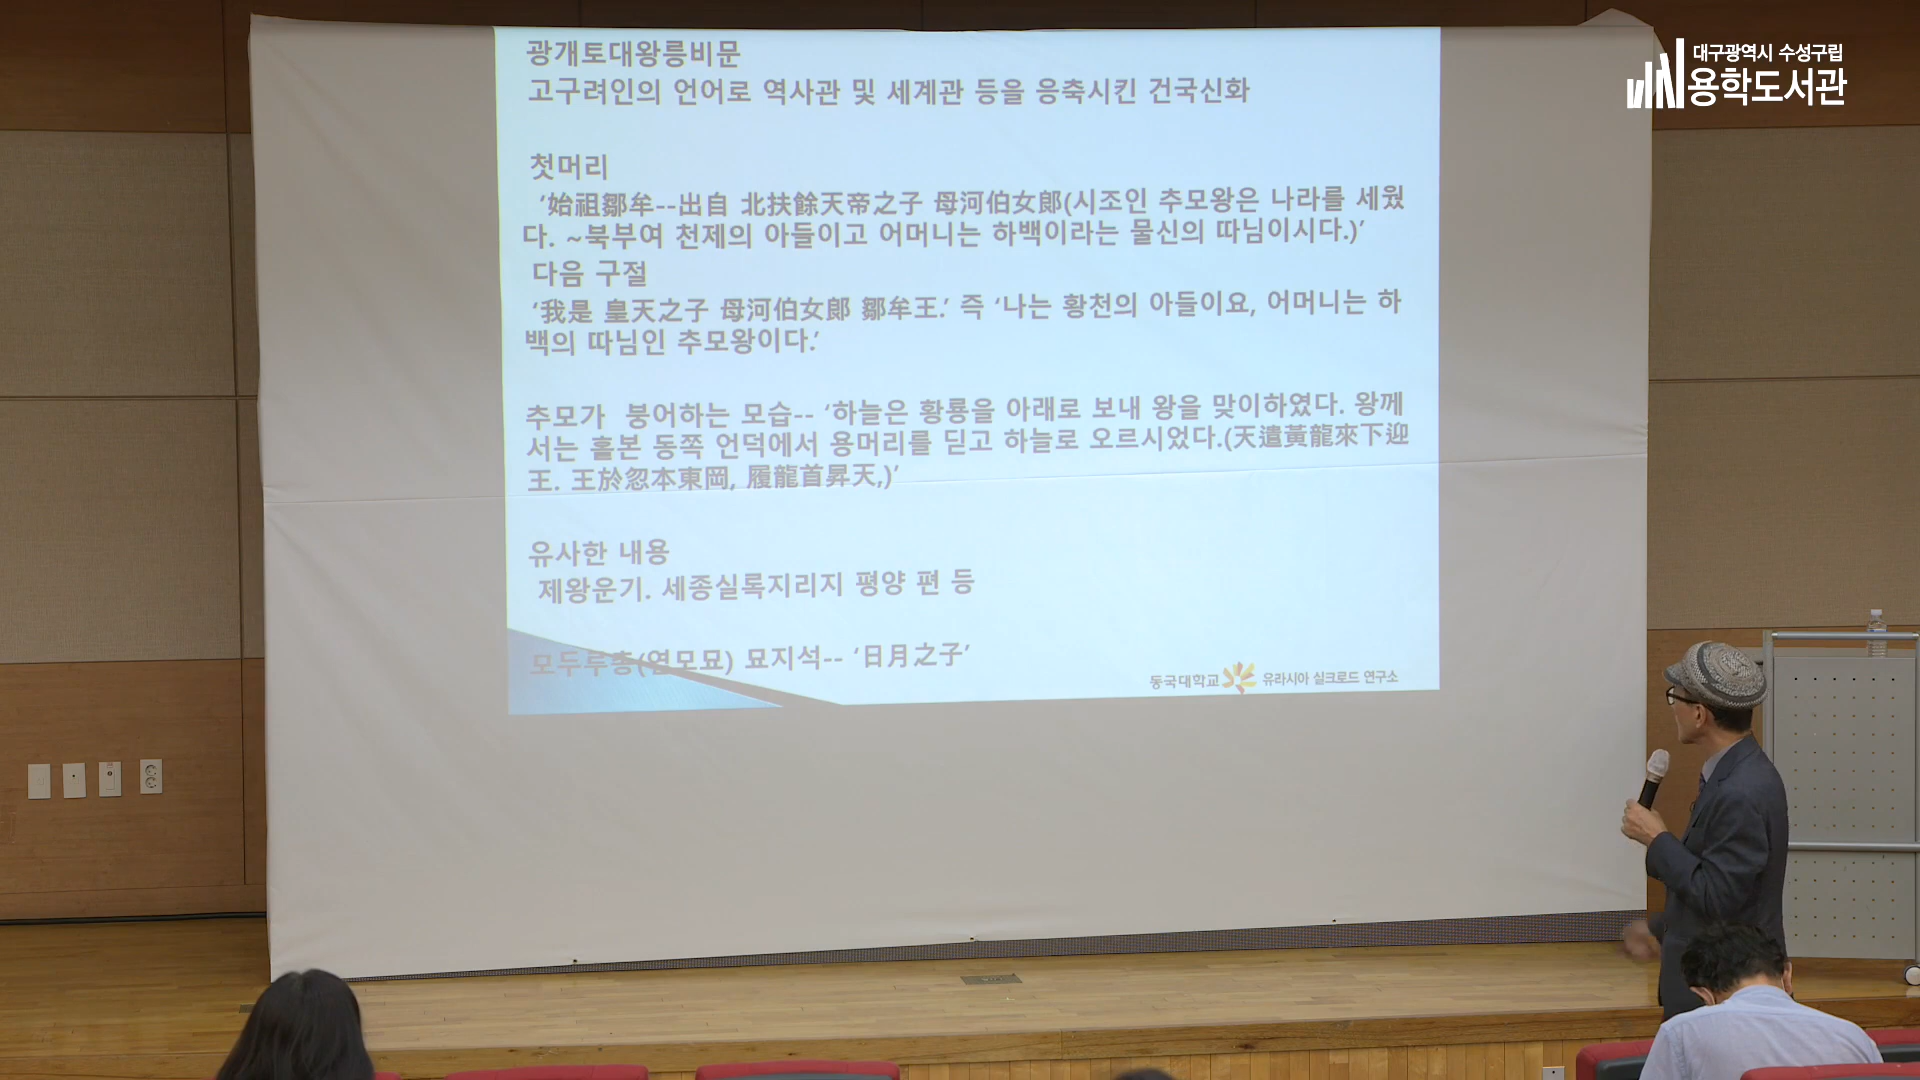 광개토대왕릉비문
고구려인의 언어로 역사관 및 세계관 등을 응축시킨 건국신화
첫머리
‘始祖鄒牟--出自 北扶餘天帝之子 母河伯女郞(시조인 추모왕은 나라를 세웠
다. ~북부여 천제의 아들이고 어머니는 하백이라는 물신의 따님이시다.)’
다음 구절
‘我是 皇天之子 母河伯女郞 鄒牟王.’ 즉 ‘나는 황천의 아들이요, 어머니는 하
백의 따님인 추모왕이다.’
추모가  붕어하는 모습-- ‘하늘은 황룡을 아래로 보내 왕을 맞이하였다. 왕께
서는 홀본 동쪽 언덕에서 용머리를 딛고 하늘로 오르시었다.(天遣黃龍來下迎
王. 王於忽本東岡, 履龍首昇天,)’
유사한 내용
제왕운기. 세종실록지리지 평양 편 등
모두루총(염모묘) 묘지석-- ‘日月之子’
동국대학교 유라시아 실크로드 연구소
대구광역시 수성구립
용학도서관